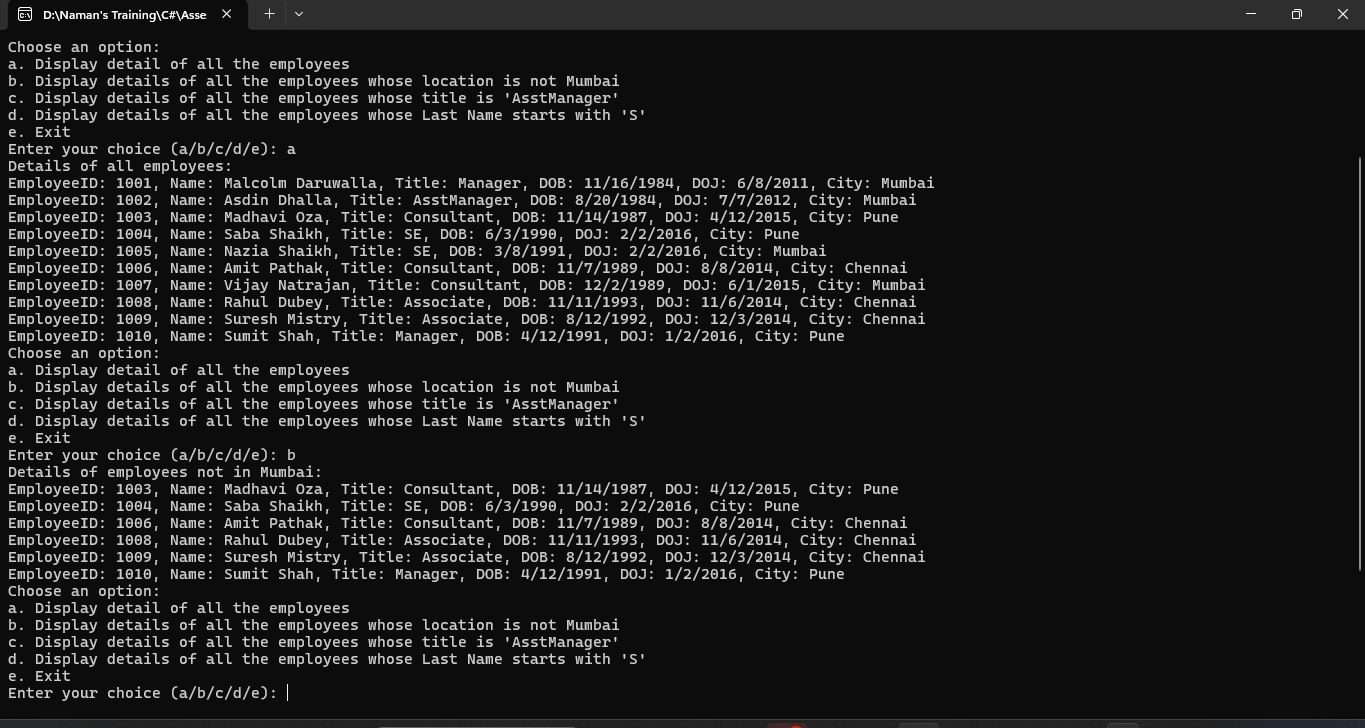 D:\Naman's Training\C#\Asse
Choose an option:
a. Display detail of all the employees
b. Display details of all the employees whose location is not Mumbai
c. Display details of all the employees whose title is 'AsstManager'
d. Display details of all the employees whose Last Name starts with 'S'
e. Exit
Enter your choice (a/b/c/d/e): a
Details of all employees:
EmployeeID: 1001, Name: Malcolm Daruwalla, Title: Manager, DOB: 11/16/1984, DOJ: 6/8/2011, City: Mumbai
EmployeeID: 1002, Name: Asdin Dhalla, Title: AsstManager, DOB: 8/20/1984, DOJ: 7/7/2012, City: Mumbai
EmployeeID: 1003, Name: Madhavi Oza, Title: Consultant, DOB: 11/14/1987, DOJ: 4/12/2015, City: Pune
EmployeeID: 1004, Name: Saba Shaikh, Title: SE, DOB: 6/3/1990, DOJ: 2/2/2016, City: Pune
EmployeeID: 1005, Name: Nazia Shaikh, Title: SE, DOB: 3/8/1991, DOJ: 2/2/2016, City: Mumbai
EmployeeID: 1006, Name: Amit Pathak, Title: Consultant, DOB: 11/7/1989, DOJ: 8/8/2014, City: Chennai
EmployeeID: 1007, Name: Vijay Natrajan, Title: Consultant, DOB: 12/2/1989, DOJ: 6/1/2015, City: Mumbai
EmployeeID: 1008, Name: Rahul Dubey, Title: Associate, DOB: 11/11/1993, DOJ: 11/6/2014, City: Chennai
EmployeeID: 1009, Name: Suresh Mistry, Title: Associate, DOB: 8/12/1992, DOJ: 12/3/2014, City: Chennai
EmployeeID: 1010, Name: Sumit Shah, Title: Manager, DOB: 4/12/1991, DOJ: 1/2/2016, City: Pune
Choose an option:
a. Display detail of all the employees
b. Display details of all the employees whose location is not Mumbai
c. Display details of all the employees whose title is 'AsstManager'
d. Display details of all the employees whose Last Name starts with 'S'
e. Exit
Enter your choice (a/b/c/d/e): b
Details of employees not in Mumbai:
EmployeeID: 1003, Name: Madhavi Oza, Title: Consultant, DOB: 11/14/1987, DOJ: 4/12/2015, City: Pune
EmployeeID: 1004, Name: Saba Shaikh, Title: SE, DOB: 6/3/1990, DOJ: 2/2/2016, City: Pune
EmployeeID: 1006, Name: Amit Pathak, Title: Consultant, DOB: 11/7/1989, DOJ: 8/8/2014, City: Chennai
EmployeeID: 1008, Name: Rahul Dubey, Title: Associate, DOB: 11/11/1993, DOJ: 11/6/2014, City: Chennai
EmployeeID: 1009, Name: Suresh Mistry, Title: Associate, DOB: 8/12/1992, DOJ: 12/3/2014, City: Chennai
EmployeeID: 1010, Name: Sumit Shah, Title: Manager, DOB: 4/12/1991, DOJ: 1/2/2016, City: Pune
Choose an option:
a. Display detail of all the employees
b. Display details of all the employees whose location is not Mumbai
c. Display details of all the employees whose title is 'AsstManager'
d. Display details of all the employees whose Last Name starts with 'S'
e. Exit
Enter your choice (a/b/c/d/e):